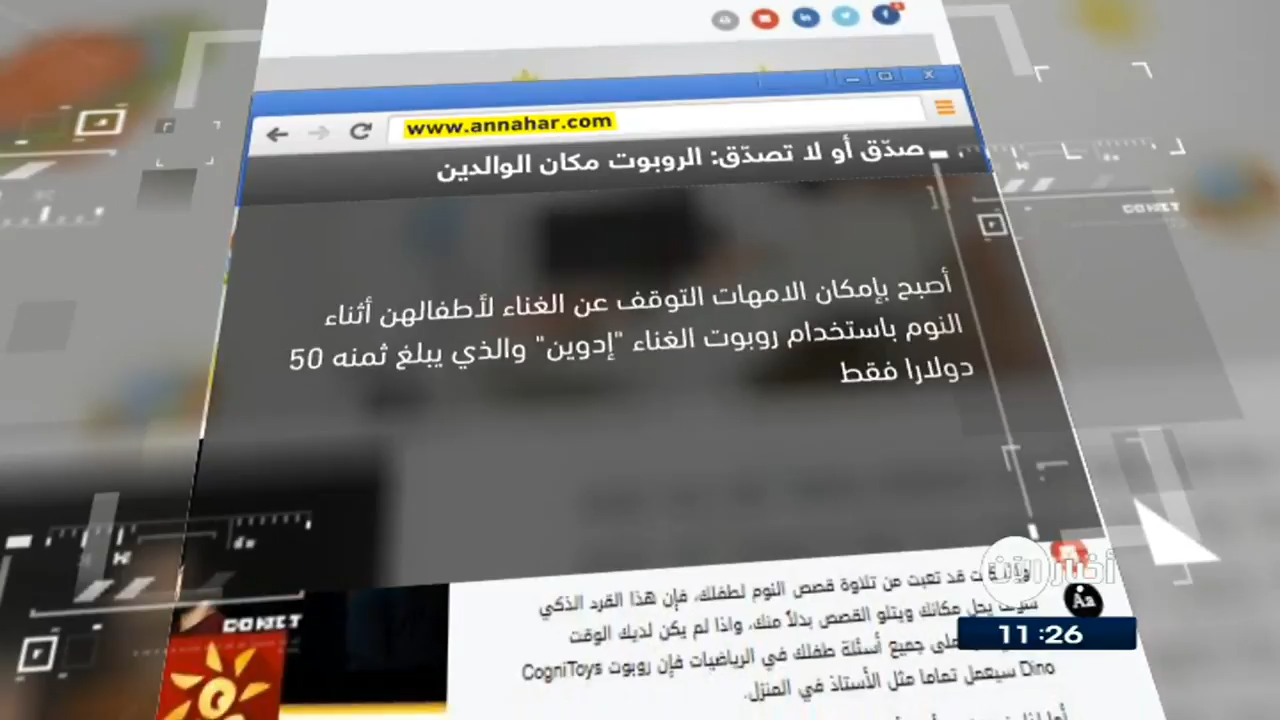 www.annahar.com
صدّق أو لا تصدّق: الروبوت مكان الوالدين
أصبح بإمكان الامهات التوقف عن الغناء لأطفالهن أثناء
النوم باستخدام روبوت الغناء "إدوين" والذي يبلغ ثمنه 50
دولارا فقط
قد تعبت من تلاوة قصص النوم لطفلك، فإن هذا القرد الذكي
يحل مكانك ويتلو القصص بدلاً منك، واذا لم يكن لديك الوقت
على جميع أسئلة طفلك في الرياضيات فإن روبوت CogniToys
Dino سيعمل تماما مثل الأستاذ في المنزل.
أخبار الآن
Aa
11:26